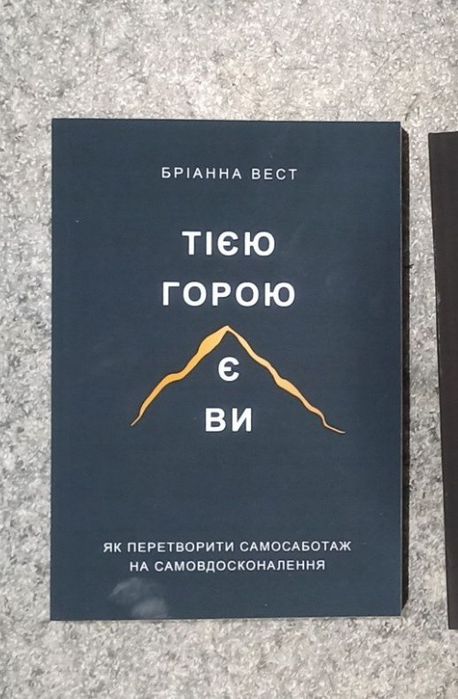 БРІАННА ВЕСТ
ТІЄЮ
ГОРОЮ
Є
ВИ
ЯК ПЕРЕТВОРИТИ САМОСАБОТАЖ
НА САМОВДОСКОНАЛЕННЯ